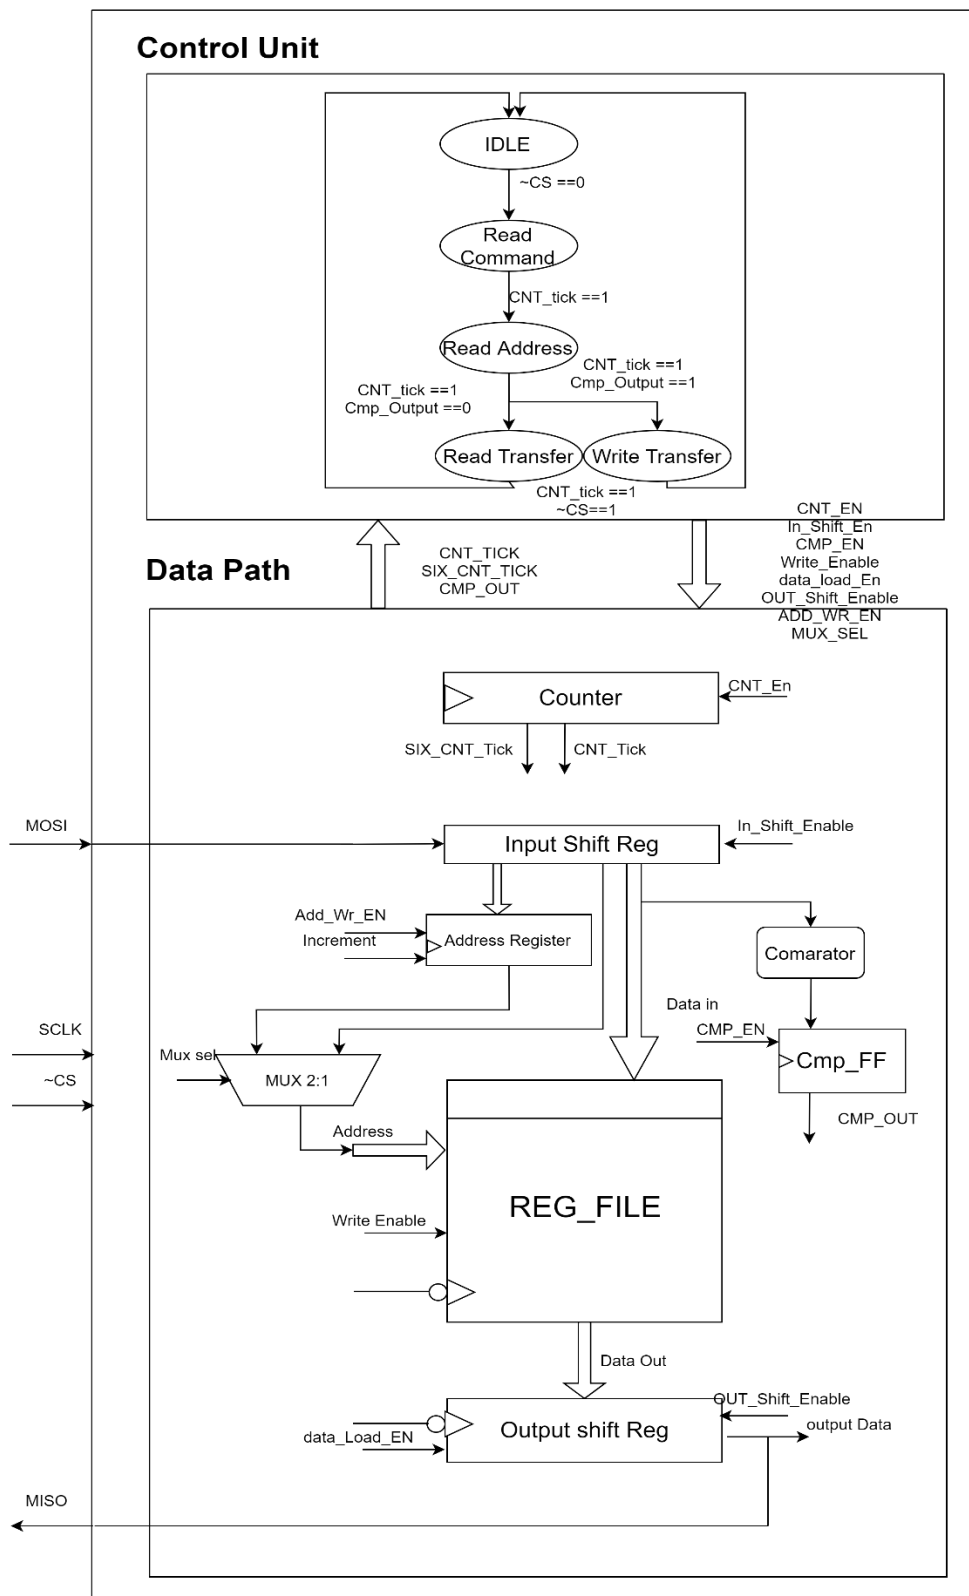 Control Unit
IDLE
~CS ==0
Read
Command
CNT_tick ==1
Read Address
CNT_tick ==1
Cmp_Output ==1
CNT_tick ==1
Cmp_Output ==0
Read Transfer
Write Transfer
CNT_tick ==1
~CS==1
CNT_EN
In_Shift_En
CMP_EN
Write_Enable
data_load_En
OUT_Shift_Enable
ADD_WR_EN
MUX_SEL
CNT_TICK
SIX_CNT_TICK
CMP_OUT
Data Path
Counter
CNT_En
SIX_CNT_Tick
CNT_Tick
MOSI
Input Shift Reg
In_Shift_Enable
Add_Wr_EN
Increment
Address Register
Comarator
Data in
SCLK
CMP_EN
Mux sel
Cmp_FF
~CS
MUX 2:1
CMP_OUT
Address
REG_FILE
Write Enable
Data Out
OUT_Shift_Enable
data_Load_EN
Output shift Reg
output Data
MISO